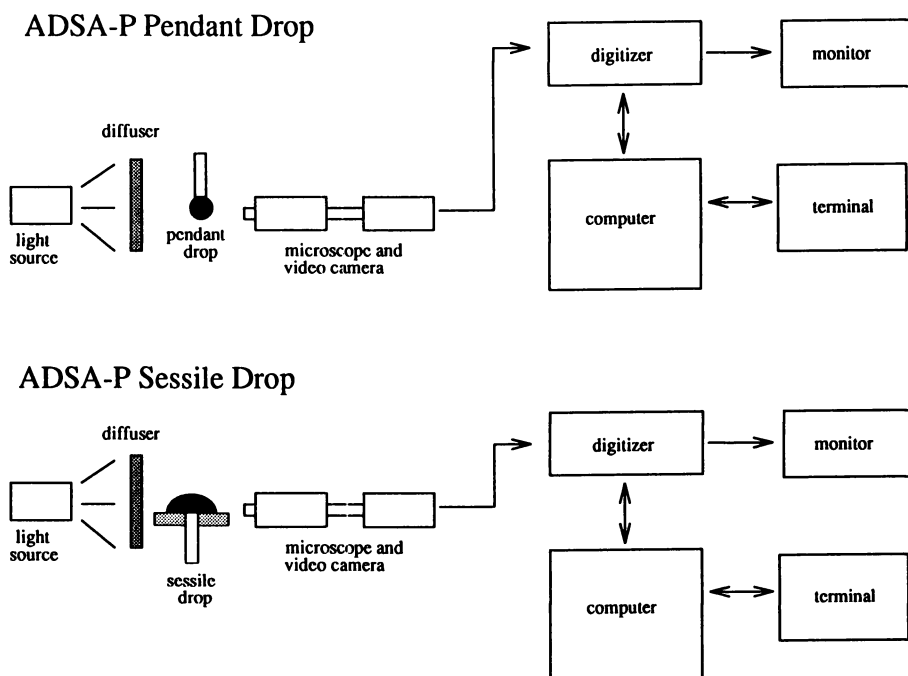 ADSA-P Pendant Drop
digitizer
monitor
diffuser
light
source
pendant
drop
microscope and
video camera
computer
terminal
ADSA-P Sessile Drop
digitizer
monitor
diffuser
light
source
sessile
drop
microscope and
video camera
computer
terminal